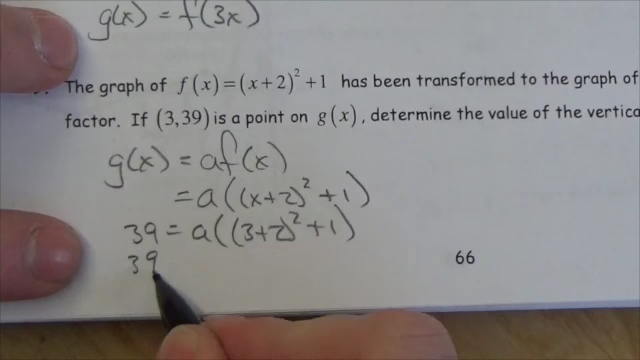 g(x) = f(3x)
The graph of f(x)=(x+2)²+1 has been transformed to the graph of
factor. If (3,39) is a point on g(x), determine the value of the vertica
g(x) = af(x)
= a((x+2)² + 1)
39 = a((3+2)² + 1)
39
66